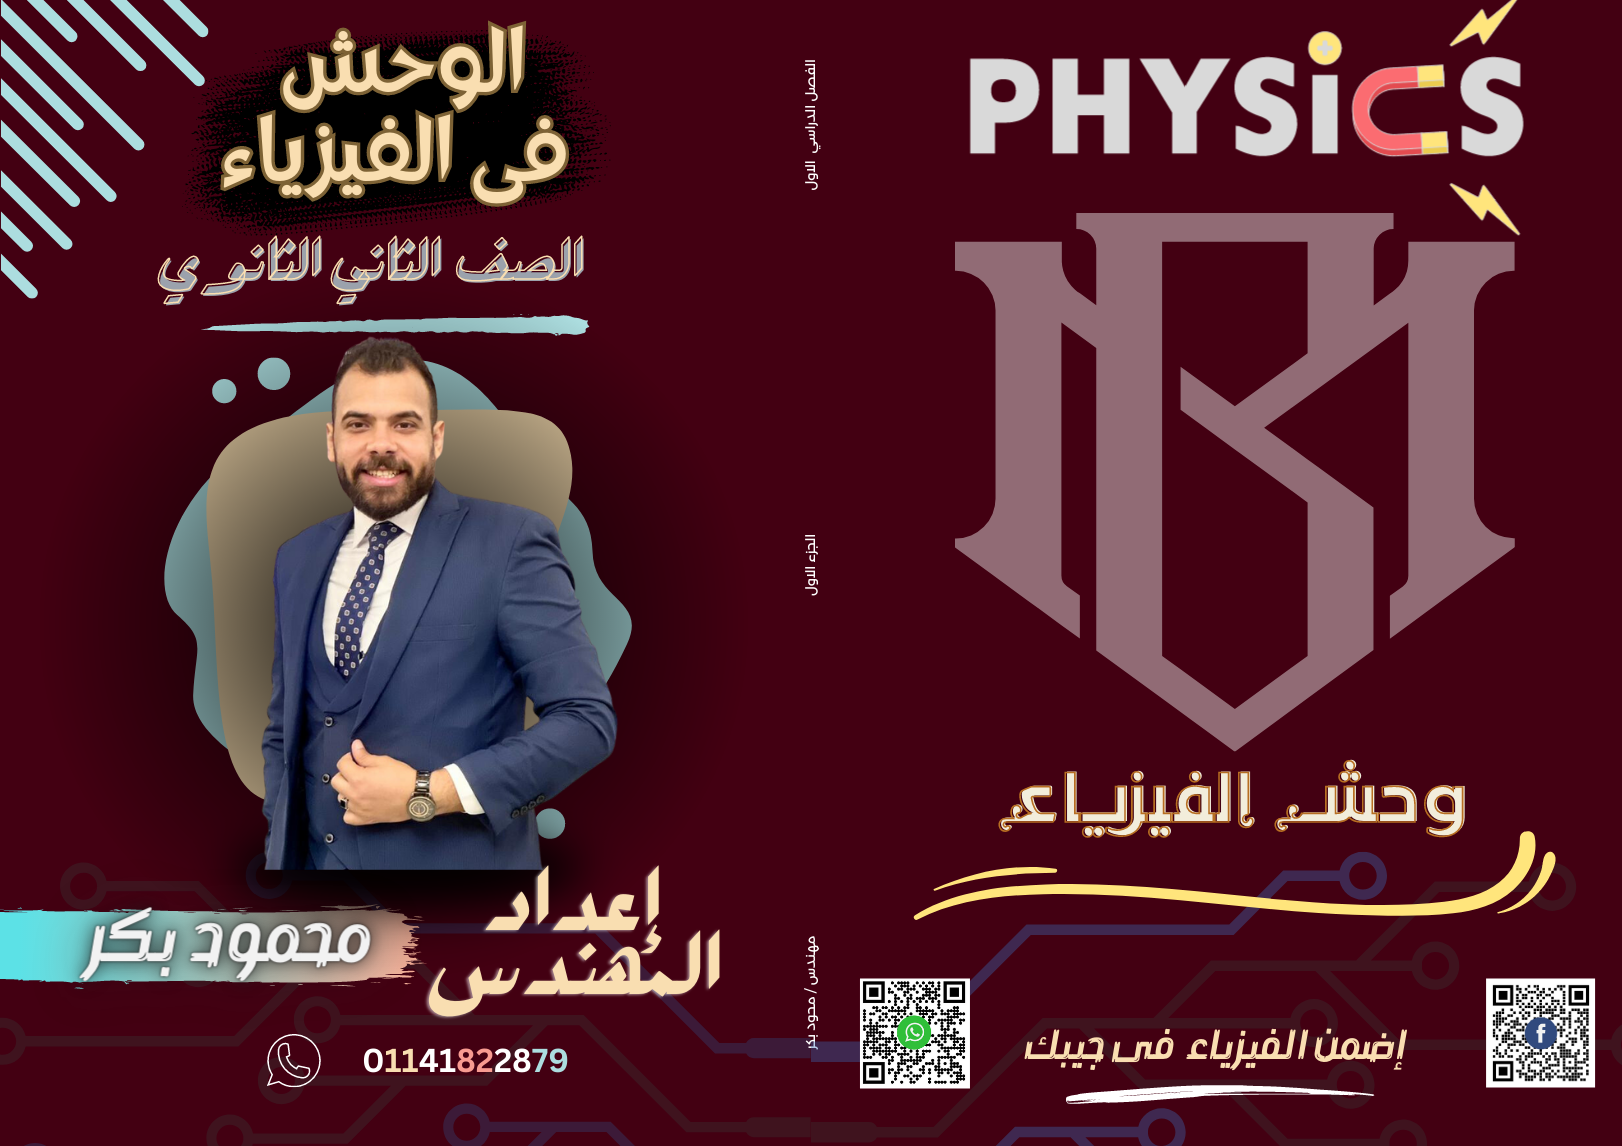 الوحش
فى الفيزياء
الصف الثاني الثانوي
إعداد
المهندس
محمود بكر
01141822879
الفصل الدراسي الاول
الجزء الاول
مهندس / محود بكر
PHYSiCS
وحش الفيزياء
إضمن الفيزياء فى جيبك